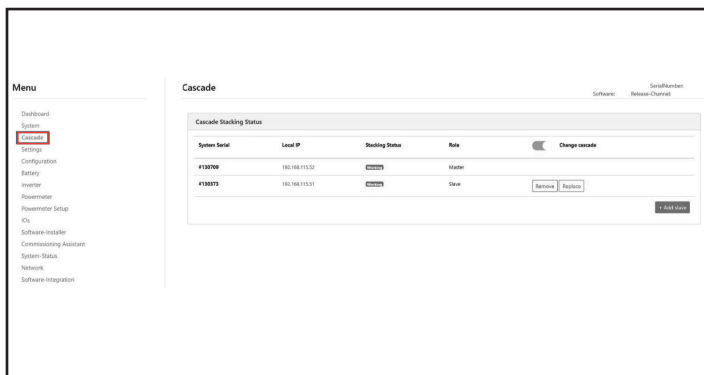 Menu
Dashboard
System
Cascade
Settings
Configuration
Battery
Inverter
Powermeter
Powermeter Setup
IOs
Software-Installer
Commissioning Assistant
System-Status
Network
Software-Integration
Cascade
SerialNumber:
Software: Release-Channel:
Cascade Stacking Status
System Serial Local IP Stacking Status Role Change cascade
#130709 192.168.115.52 Working Master
#130373 192.168.115.51 Working Slave Remove Replace
+ Add slave